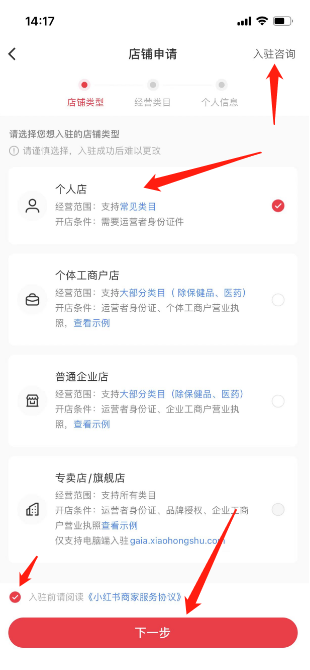 14:17
店铺申请
入驻咨询
店铺类型 经营类目 个人信息
请选择您想入驻的店铺类型
请谨慎选择，入驻成功后难以更改
个人店
经营范围：支持常见类目
开店条件：需要运营者身份证件
个体工商户店
经营范围：支持大部分类目（除保健品、医药）
开店条件：运营者身份证、个体工商户营业执
照，查看示例
普通企业店
经营范围：支持大部分类目（除保健品、医药）
开店条件：运营者身份证、企业工商户营业执
照，查看示例
专卖店/旗舰店
经营范围：支持所有类目
开店条件：运营者身份证、品牌授权、企业工商
户营业执照查看示例
仅支持电脑端入驻gaia.xiaohongshu.com
入驻前请阅读《小红书商家服务协议》
下一步